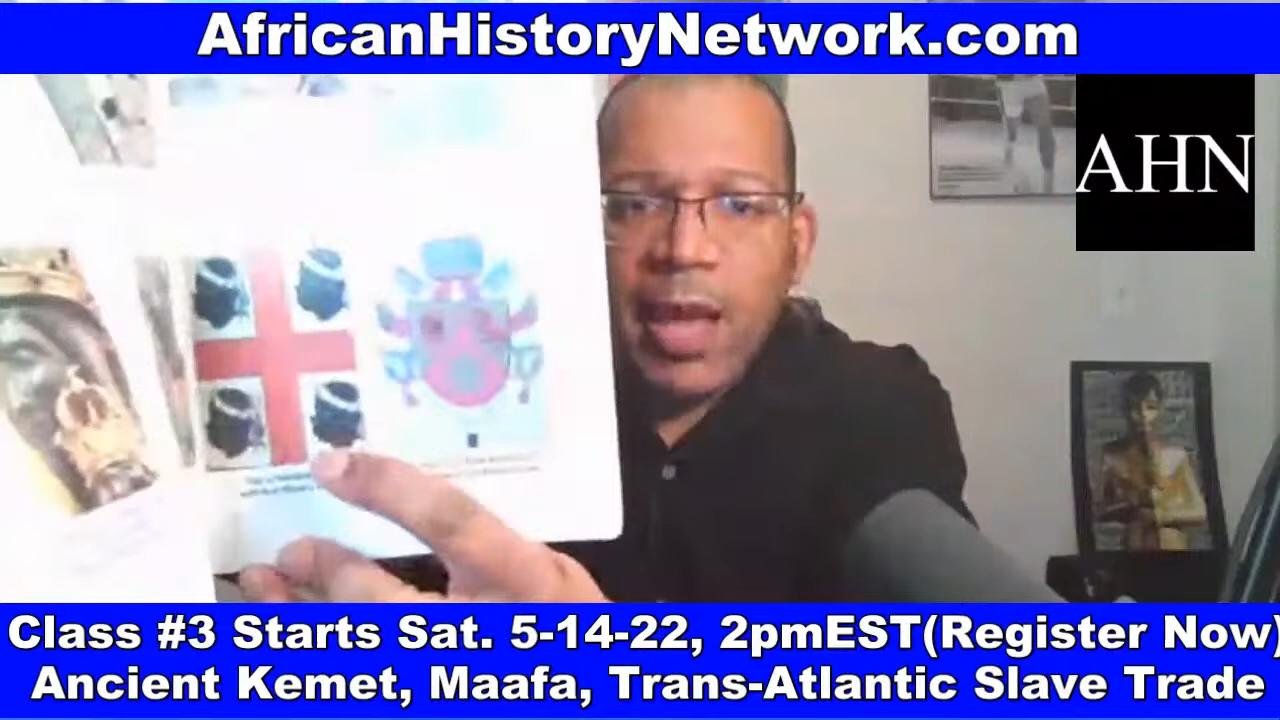 AfricanHistoryNetwork.com
AHN
Class #3 Starts Sat. 5-14-22, 2pmEST(Register Now)
Ancient Kemet, Maafa, Trans-Atlantic Slave Trade